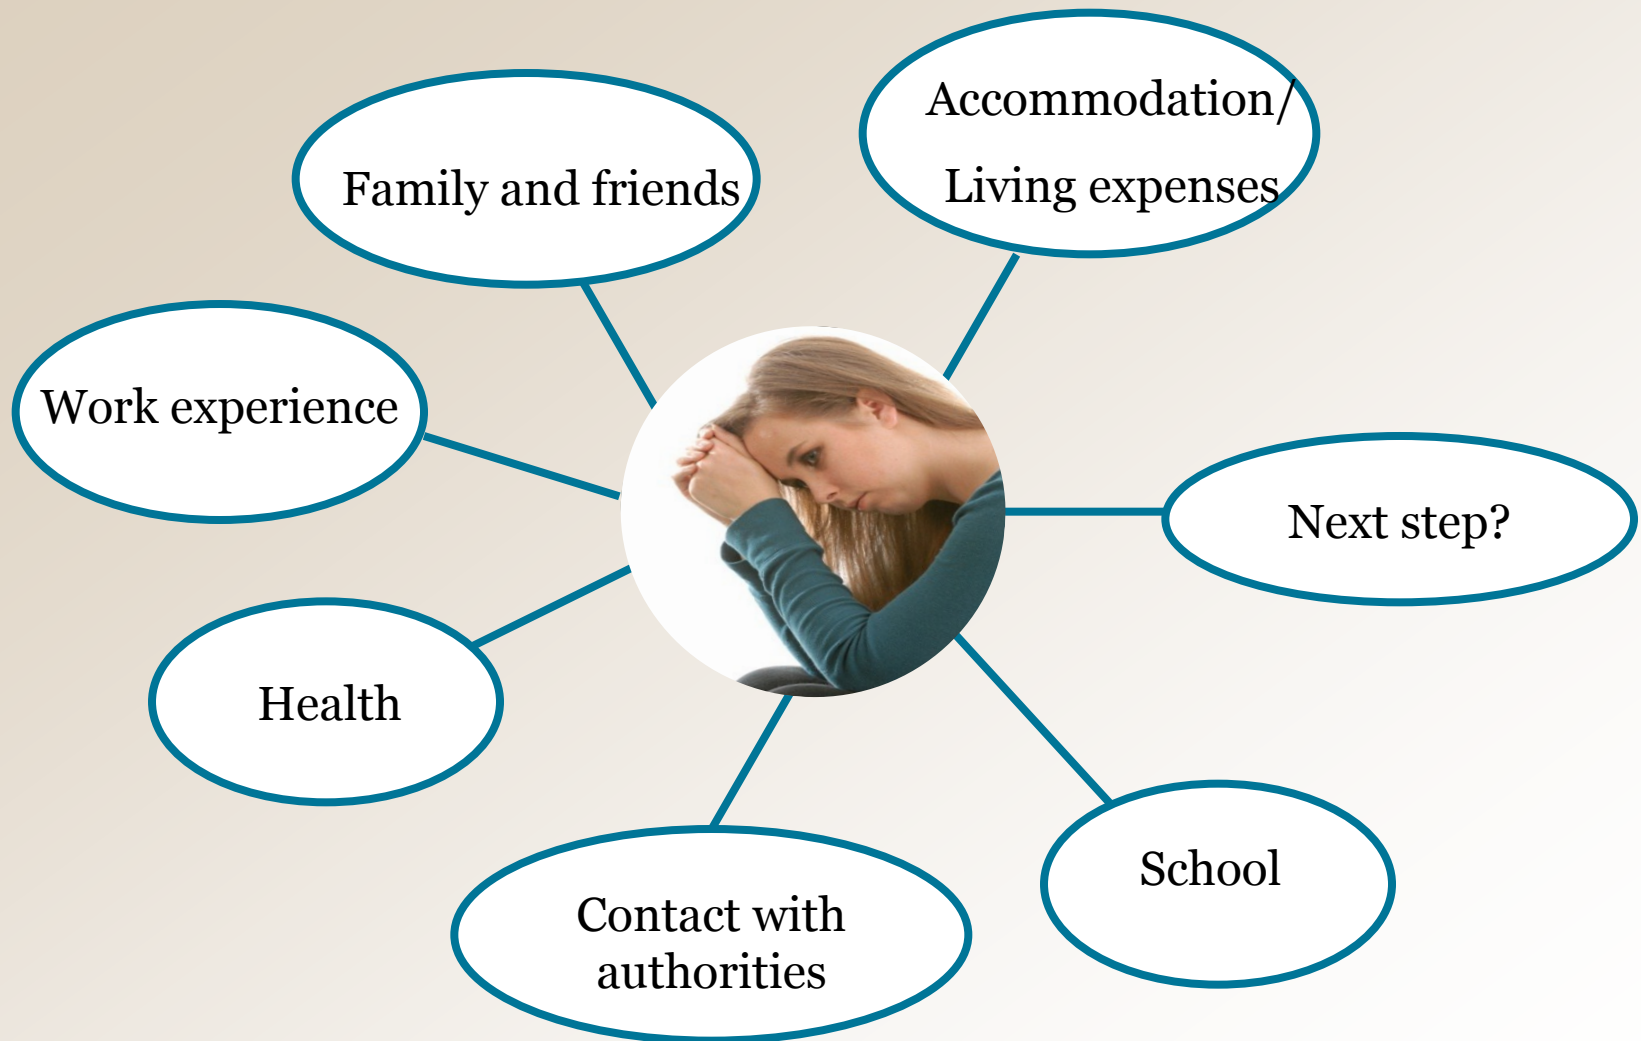 Accommodation/
Living expenses
Family and friends
Work experience
Next step?
Health
School
Contact with
authorities